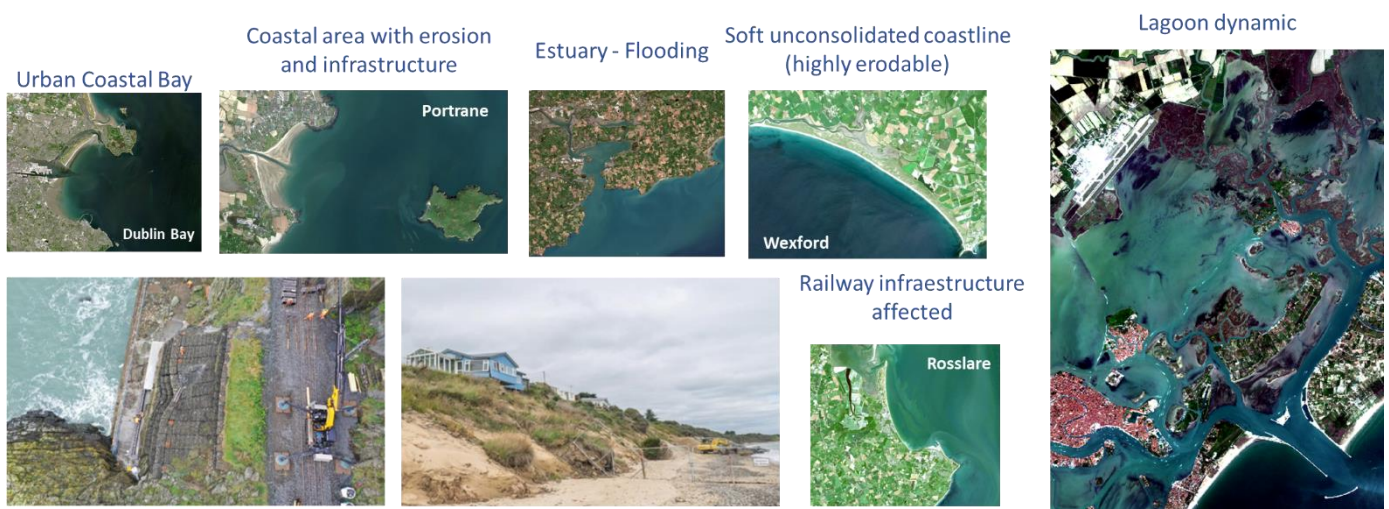 Urban Coastal Bay
Dublin Bay
Coastal area with erosion
and infrastructure
Portrane
Estuary - Flooding
Soft unconsolidated coastline
(highly erodable)
Wexford
Lagoon dynamic
Railway infraestructure
affected
Rosslare